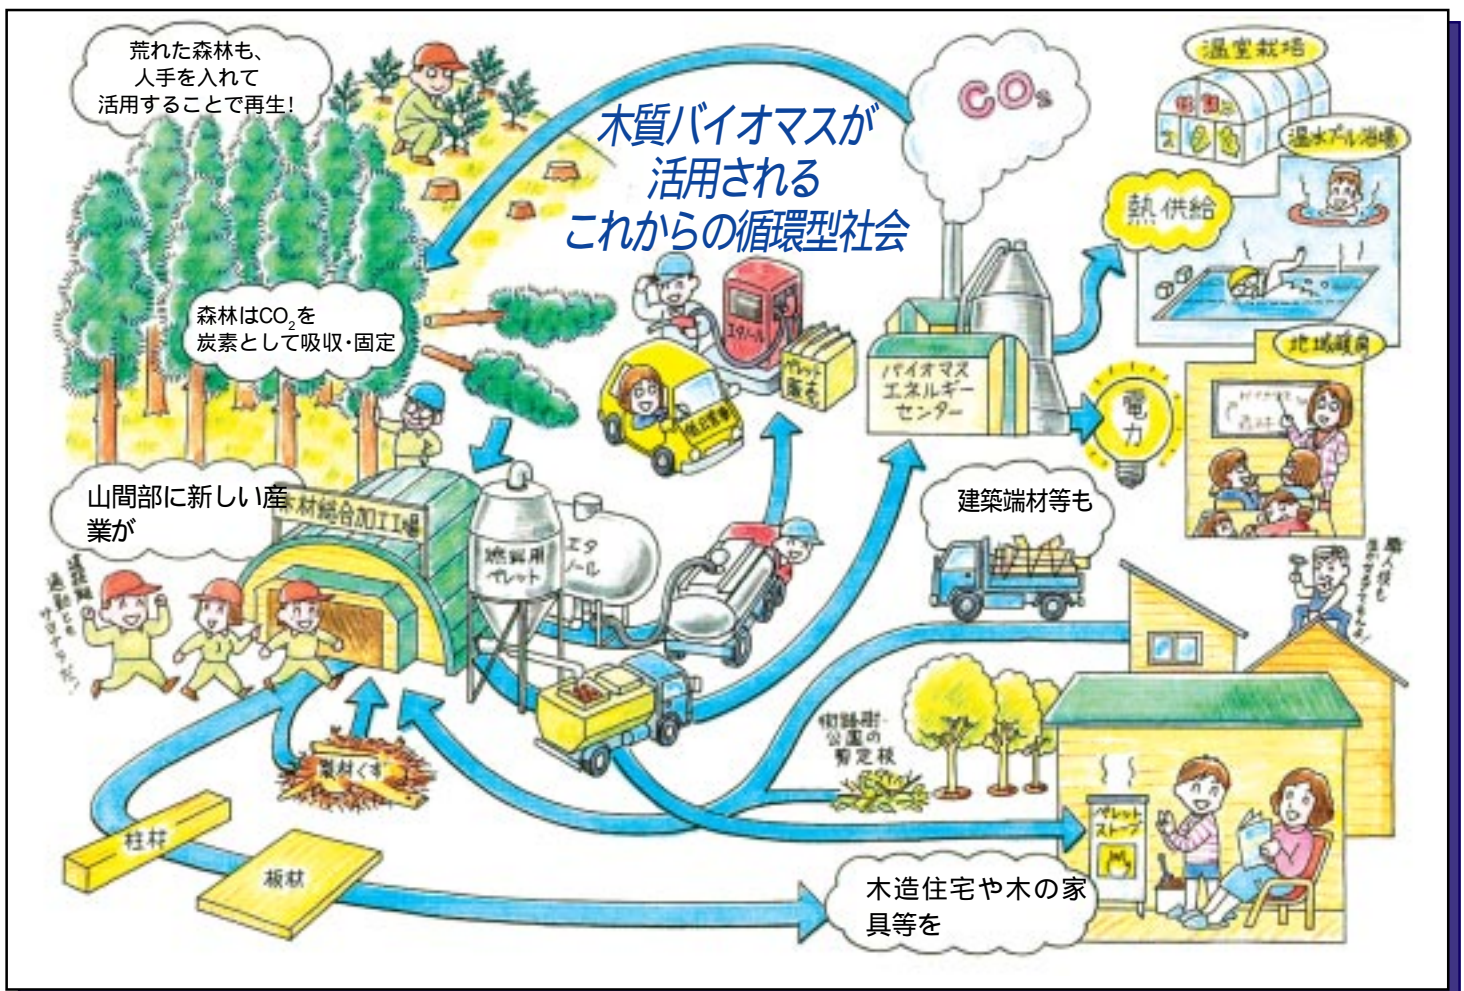 荒れた森林も、
人手を入れて
活用することで再生!
木質バイオマスが
活用される
これからの循環型社会
CO₂
温室栽培
温水プール浴場
熱供給
地域暖房
森林はCO₂を
炭素として吸収・固定
エタノール
ペレット
販売
バイオマス
エネルギー
センター
電力
山間部に新しい産
業が
木材総合加工工場
燃料用
ペレット
エタ
ノール
建築端材等も
街路樹・
公園の
剪定枝
柱材
板材
ペレット
ストーブ
木造住宅や木の家
具等を